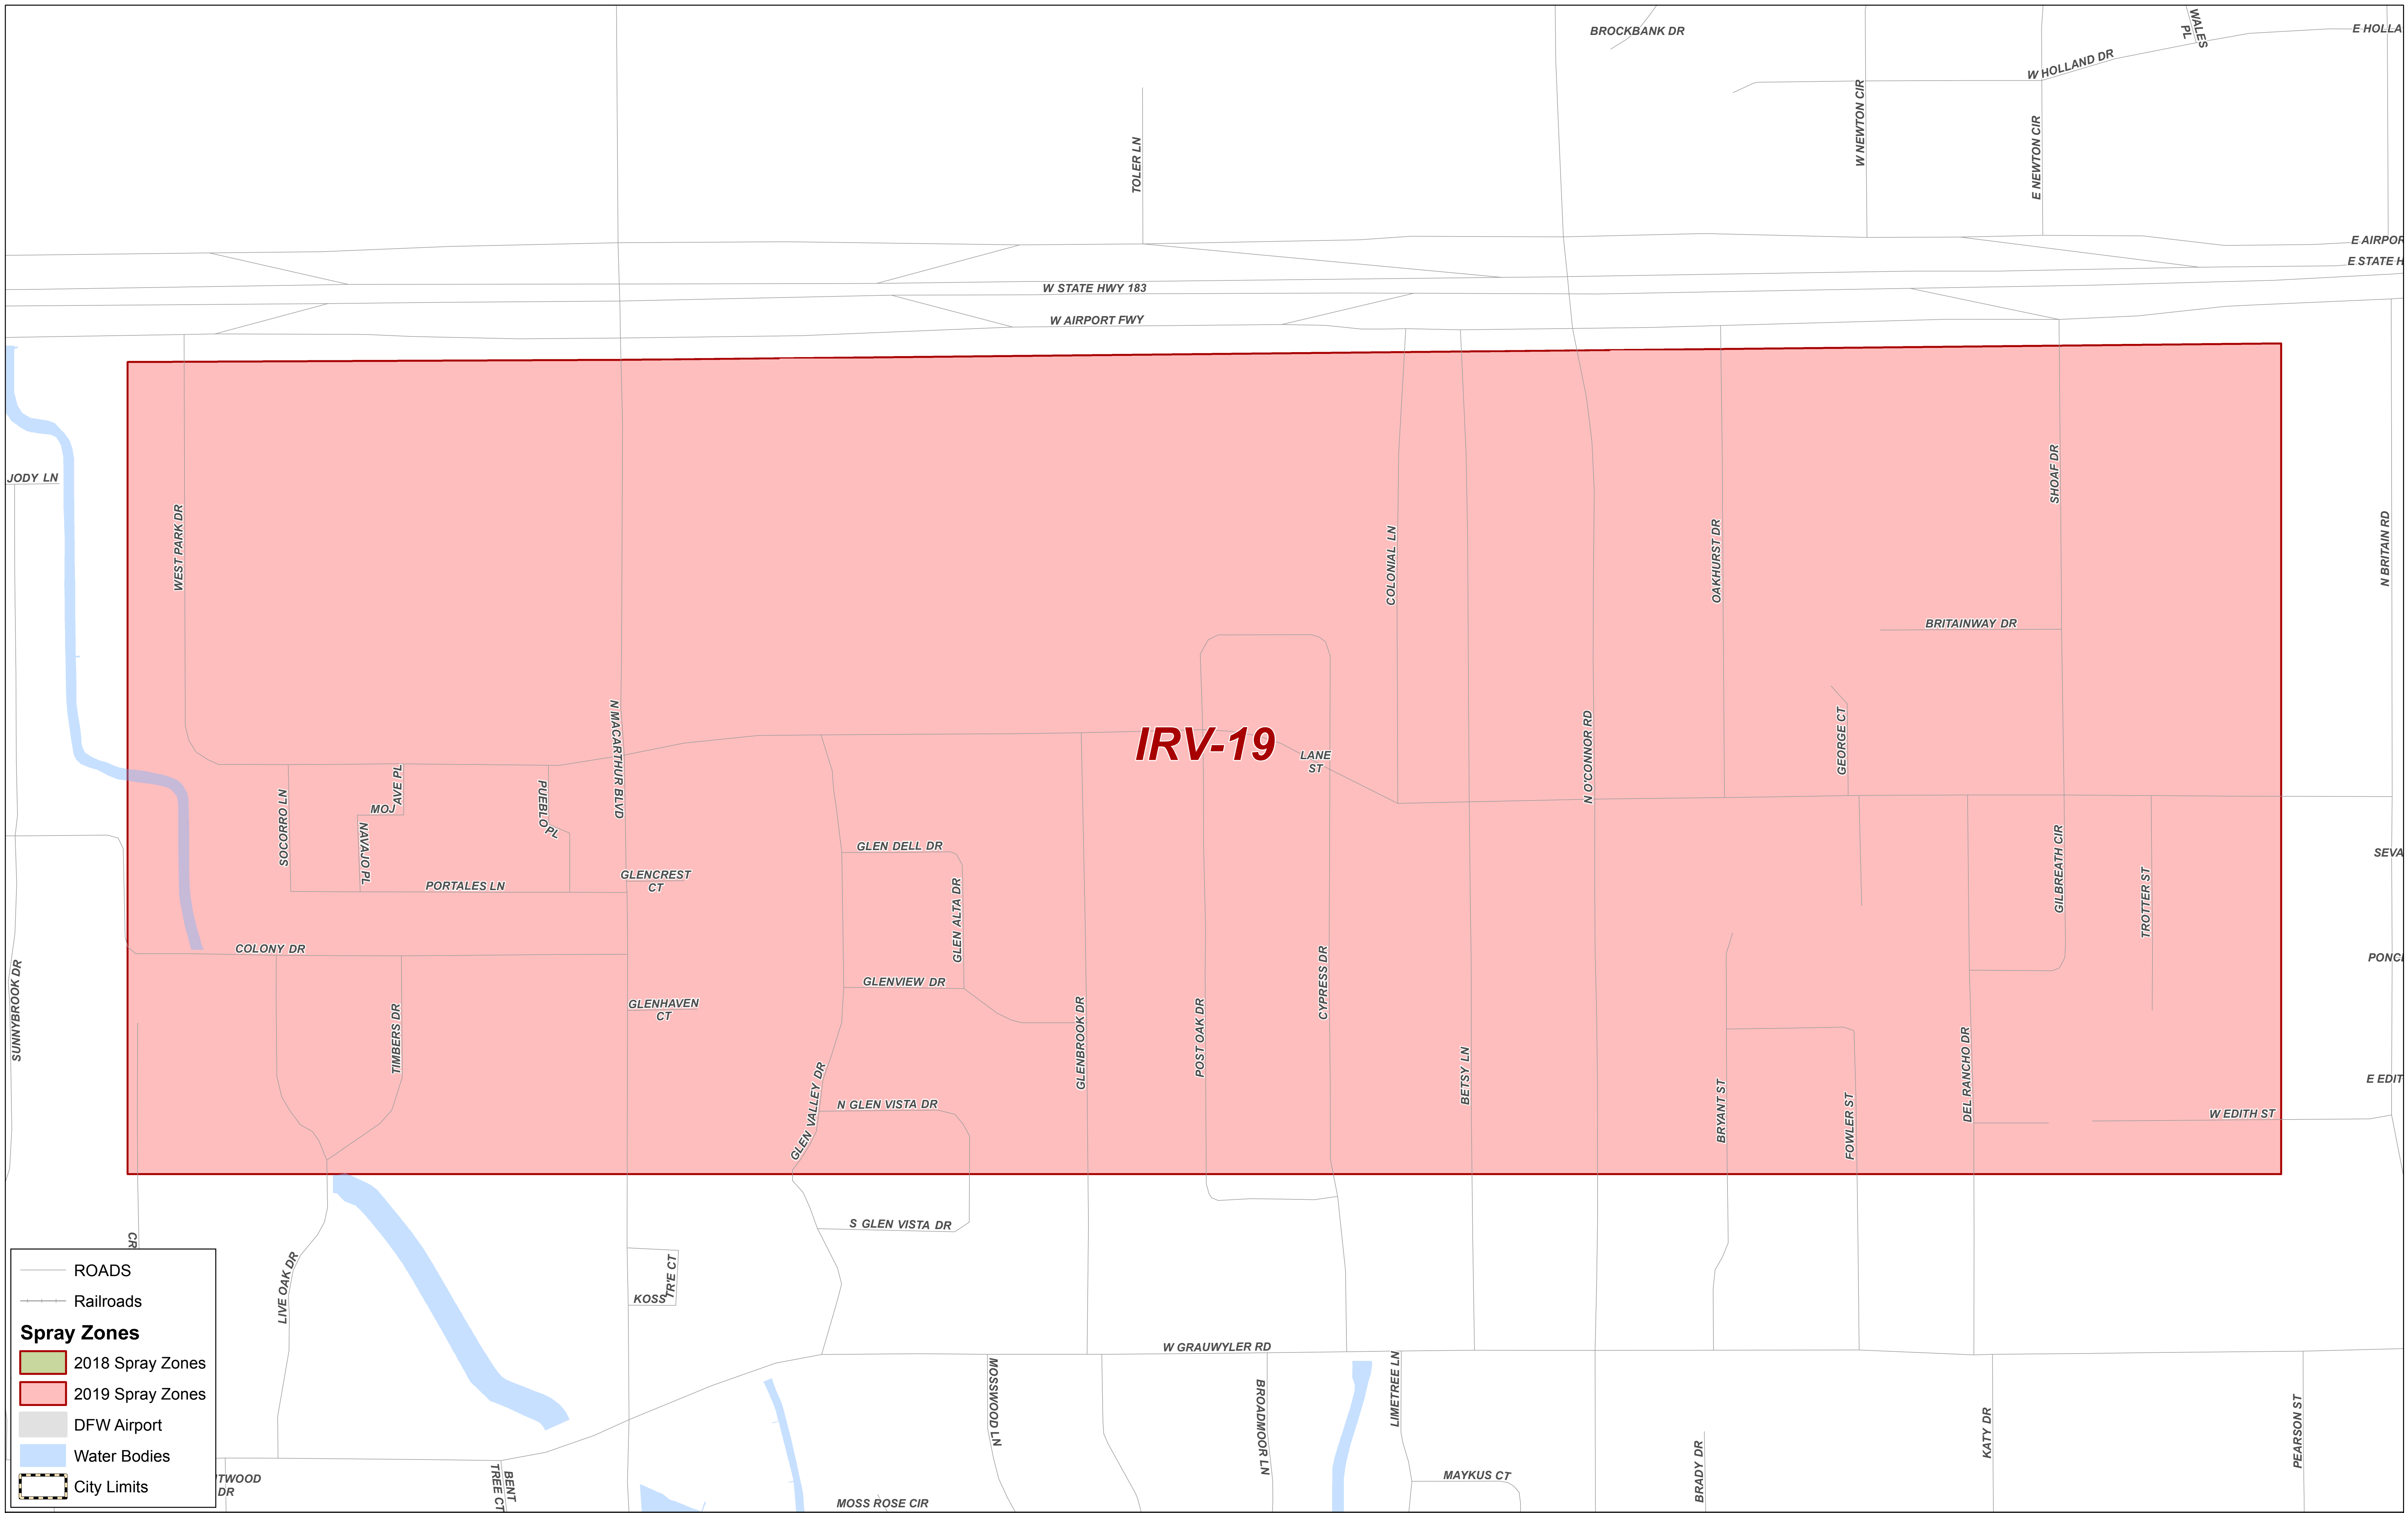 BROCKBANK DR
WALES
PL
E HOLLA
W HOLLAND DR
W NEWTON CIR
E NEWTON CIR
TOLER LN
E AIRPOR
E STATE H
W STATE HWY 183
W AIRPORT FWY
JODY LN
WEST PARK DR
SHOAF DR
N BRITAIN RD
COLONIAL LN
OAKHURST DR
BRITAINWAY DR
N MACARTHUR BLVD
IRV-19
LANE
ST
N O'CONNOR RD
GEORGE CT
SOCORRO LN
MOJ
AVE PL
NAVAJO PL
PUEBLO
PL
GLEN DELL DR
GLENCREST
CT
PORTALES LN
GLEN ALTA DR
GILBREATH CIR
TROTTER ST
SEVA
COLONY DR
PONCE
SUNNYBROOK DR
TIMBERS DR
GLENHAVEN
CT
GLENVIEW DR
GLENBROOK DR
POST OAK DR
CYPRESS DR
BETSY LN
GLEN VALLEY DR
N GLEN VISTA DR
BRYANT ST
FOWLER ST
DEL RANCHO DR
E EDIT
W EDITH ST
S GLEN VISTA DR
CR
LIVE OAK DR
KOSS
TR'E CT
W GRAUWYLER RD
MOSSWOOD LN
BROADMOOR LN
LIMETREE LN
MAYKUS CT
BRADY DR
KATY DR
PEARSON ST
TWOOD
DR
BENT
TREE CT
MOSS ROSE CIR
ROADS
Railroads
Spray Zones
2018 Spray Zones
2019 Spray Zones
DFW Airport
Water Bodies
City Limits